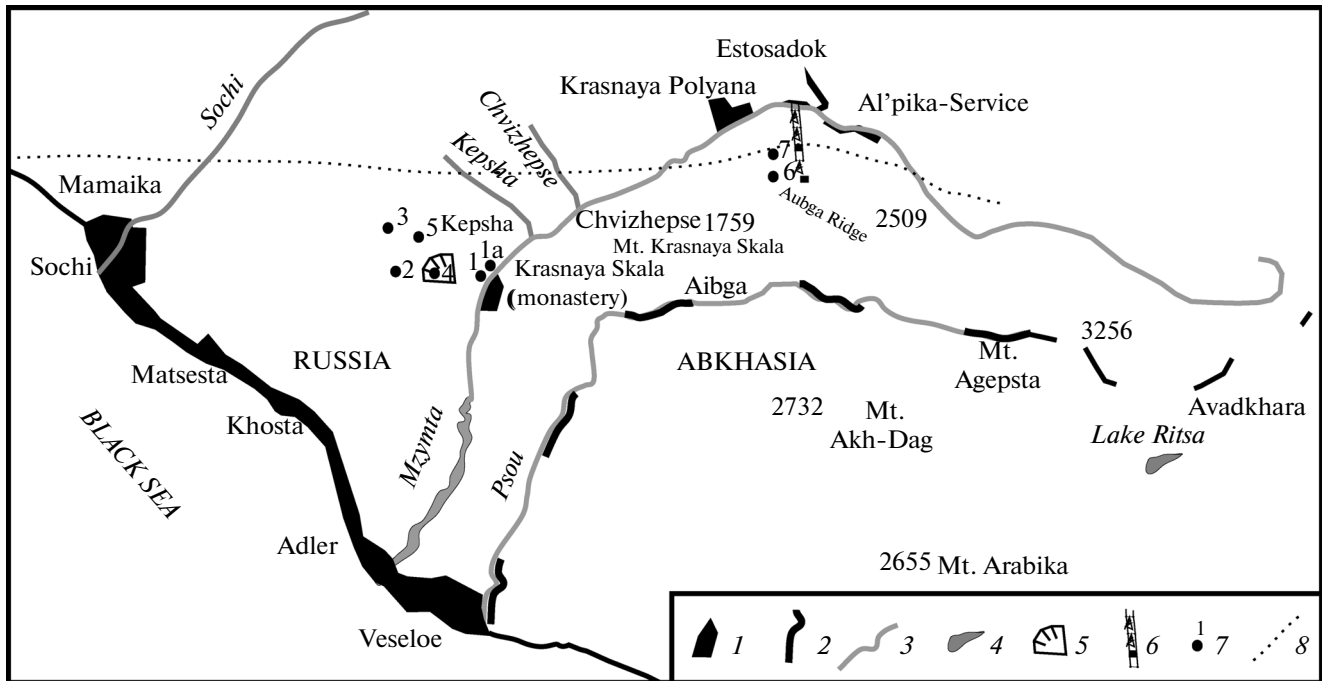 Estosadok
Krasnaya Polyana
Al'pika-Service
Sochi
Chvizhepse
Kepsha
Mamaika
7
6
Aubga Ridge
2509
3
5
Kepsha
Chvizhepse
1759
Mt. Krasnaya Skala
Sochi
2
4
1
1a
Krasnaya Skala
(monastery)
Aibga
3256
RUSSIA
ABKHASIA
Mt.
Agepsta
Matsesta
2732
Mt.
Akh-Dag
Avadkhara
Khosta
Lake Ritsa
BLACK SEA
Mzymta
Psou
Adler
2655 Mt. Arabika
Veseloe
1
2
3
4
5
6
1
7
8